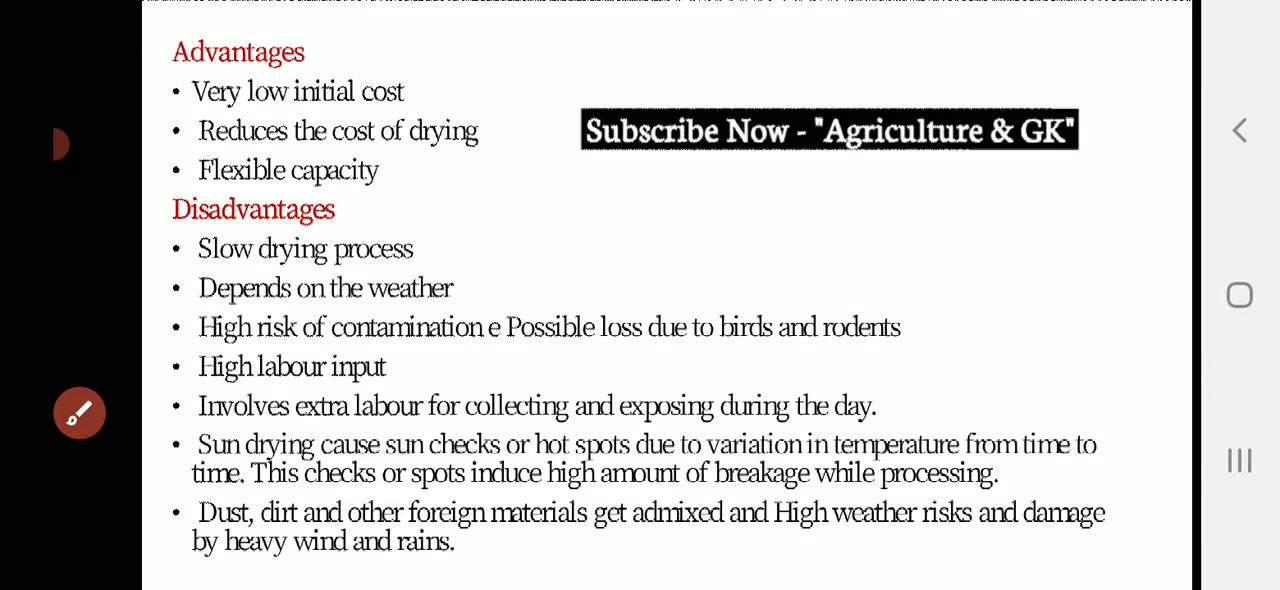 Advantages
• Very low initial cost
Subscribe Now - "Agriculture & GK"
• Reduces the cost of drying
• Flexible capacity
Disadvantages
• Slow drying process
• Depends on the weather
• High risk of contamination e Possible loss due to birds and rodents
• High labour input
• Involves extra labour for collecting and exposing during the day.
• Sun drying cause sun checks or hot spots due to variation in temperature from time to
time. This checks or spots induce high amount of breakage while processing.
• Dust, dirt and other foreign materials get admixed and High weather risks and damage
by heavy wind and rains.